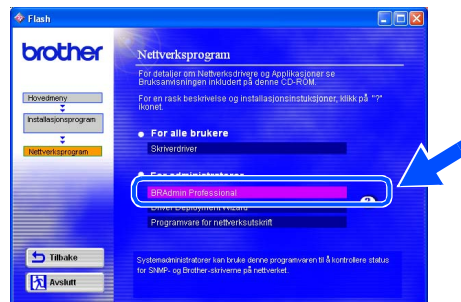 Flash
brother
Nettverksprogram
For detaljer om Nettverksdrivere og Applikasjoner se
Bruksanvisningen inkludert på denne CD-ROM.
For en rask beskrivelse og installasjonsinstuksjoner, klikk på "?"
ikonet.
Hovedmeny
Installasjonsprogram
Nettverksprogram
For alle brukere
Skriverdriver
For administratorer
BRAdmin Professional
?
Driver Deployment Wizard
Programvare for nettverksutskrift
Tilbake
Avslutt
Systemadministratorer kan bruke denne programvaren til å kontrollere status
for SNMP- og Brother-skriverne på nettverket.